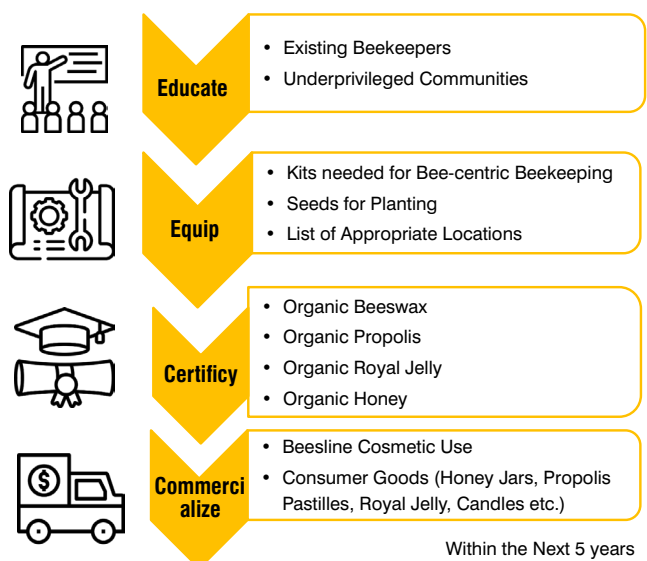 Educate
• Existing Beekeepers
• Underprivileged Communities
Equip
• Kits needed for Bee-centric Beekeeping
• Seeds for Planting
• List of Appropriate Locations
Certificy
• Organic Beeswax
• Organic Propolis
• Organic Royal Jelly
• Organic Honey
$
Commerci
alize
• Beesline Cosmetic Use
• Consumer Goods (Honey Jars, Propolis
Pastilles, Royal Jelly, Candles etc.)
Within the Next 5 years